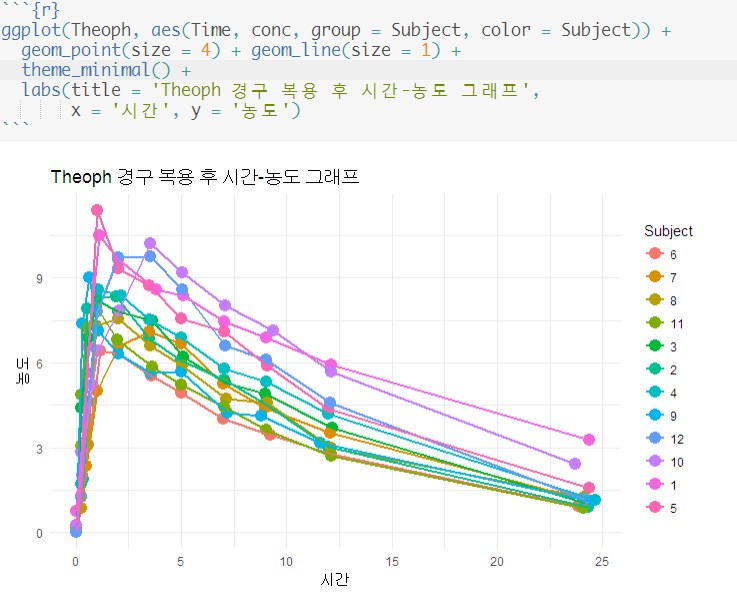 ```{r}
ggplot(Theoph, aes(Time, conc, group = Subject, color = Subject)) +
  geom_point(size = 4) + geom_line(size = 1) +
  theme_minimal() +
  labs(title = 'Theoph 경구 복용 후 시간-농도 그래프',
       x = '시간', y = '농도')
```
Theoph 경구 복용 후 시간-농도 그래프
농도
9
6
3
0
0
5
10
15
20
25
시간
Subject
6
7
8
11
3
2
4
9
12
10
1
5